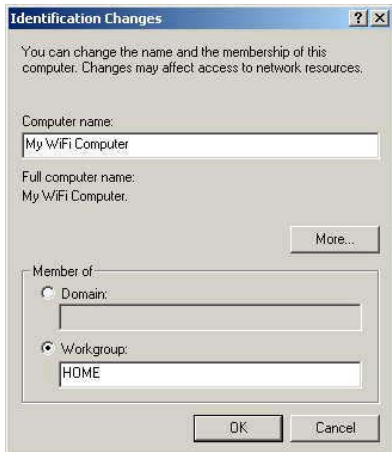 Identification Changes
You can change the name and the membership of this
computer. Changes may affect access to network resources.
Computer name:
My WiFi Computer
Full computer name:
My WiFi Computer.
More...
Member of
Domain:
Workgroup:
HOME
OK Cancel